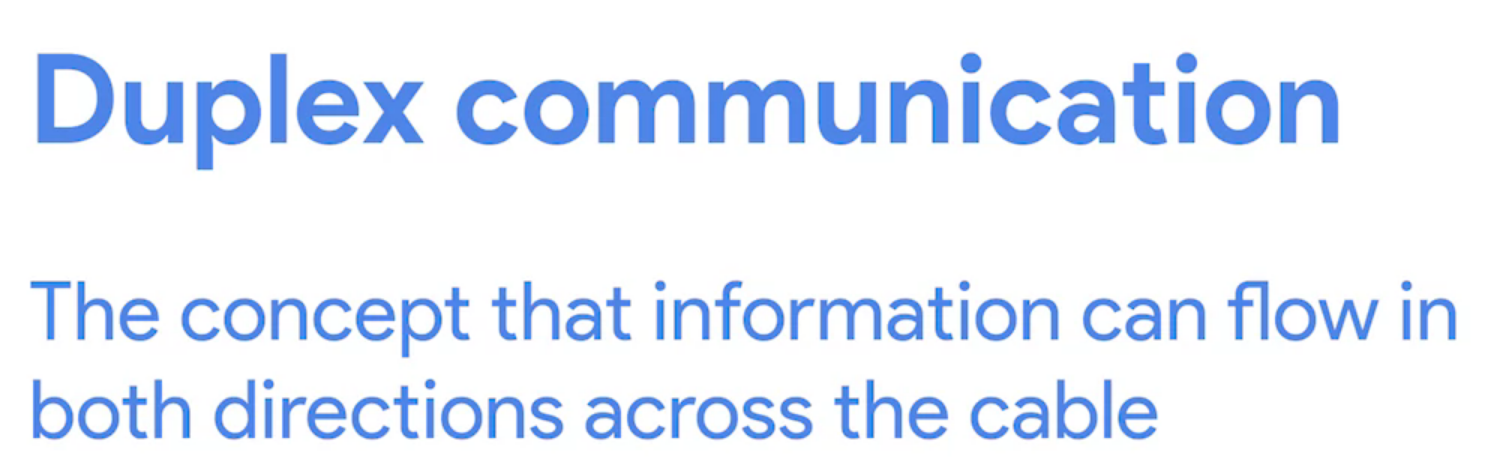 Duplex communication
The concept that information can flow in
both directions across the cable